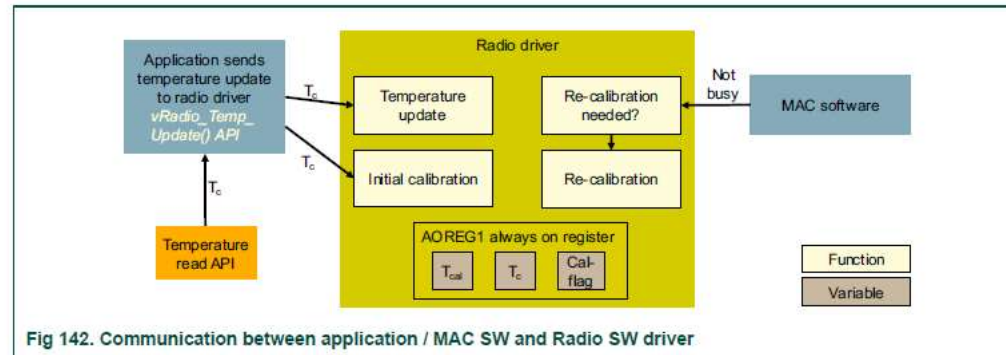 Radio driver
Application sends
temperature update
to radio driver
vRadio_Temp_
Update() API
Tc
Tc
Temperature
update
Initial calibration
Re-calibration
needed?
Re-calibration
Not
busy
MAC software
Tc
Temperature
read API
AOREG1 always on register
Tcal
Tc
Cal-
flag
Function
Variable
Fig 142. Communication between application / MAC SW and Radio SW driver